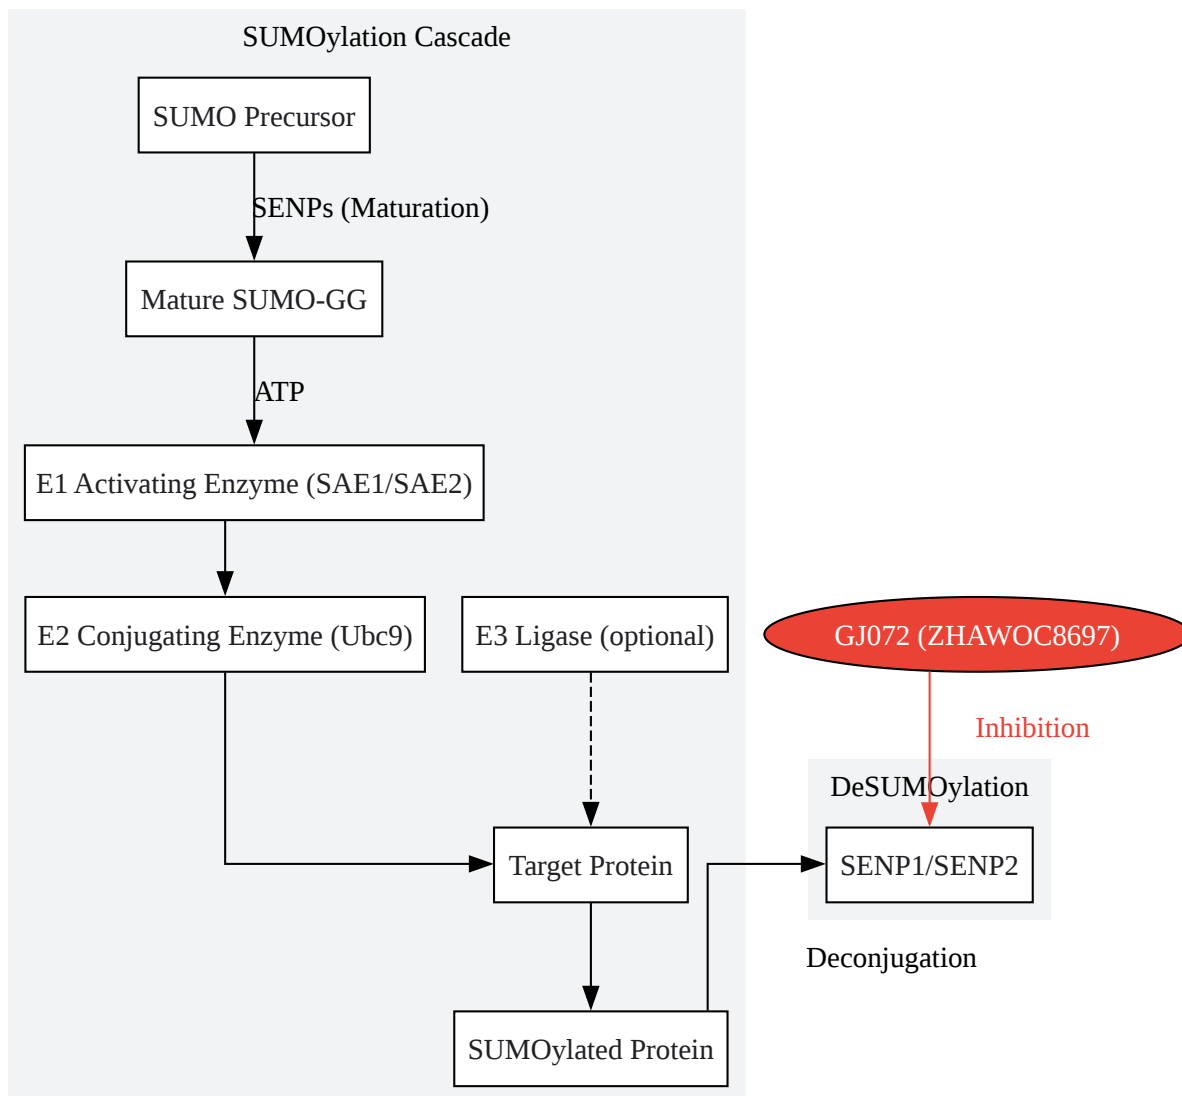 SUMOylation Cascade
SUMO Precursor
SENPs (Maturation)
Mature SUMO-GG
ATP
E1 Activating Enzyme (SAE1/SAE2)
E2 Conjugating Enzyme (Ubc9)
E3 Ligase (optional)
GJ072 (ZHAWOC8697)
Inhibition
DeSUMOylation
Target Protein
SENP1/SENP2
Deconjugation
SUMOylated Protein